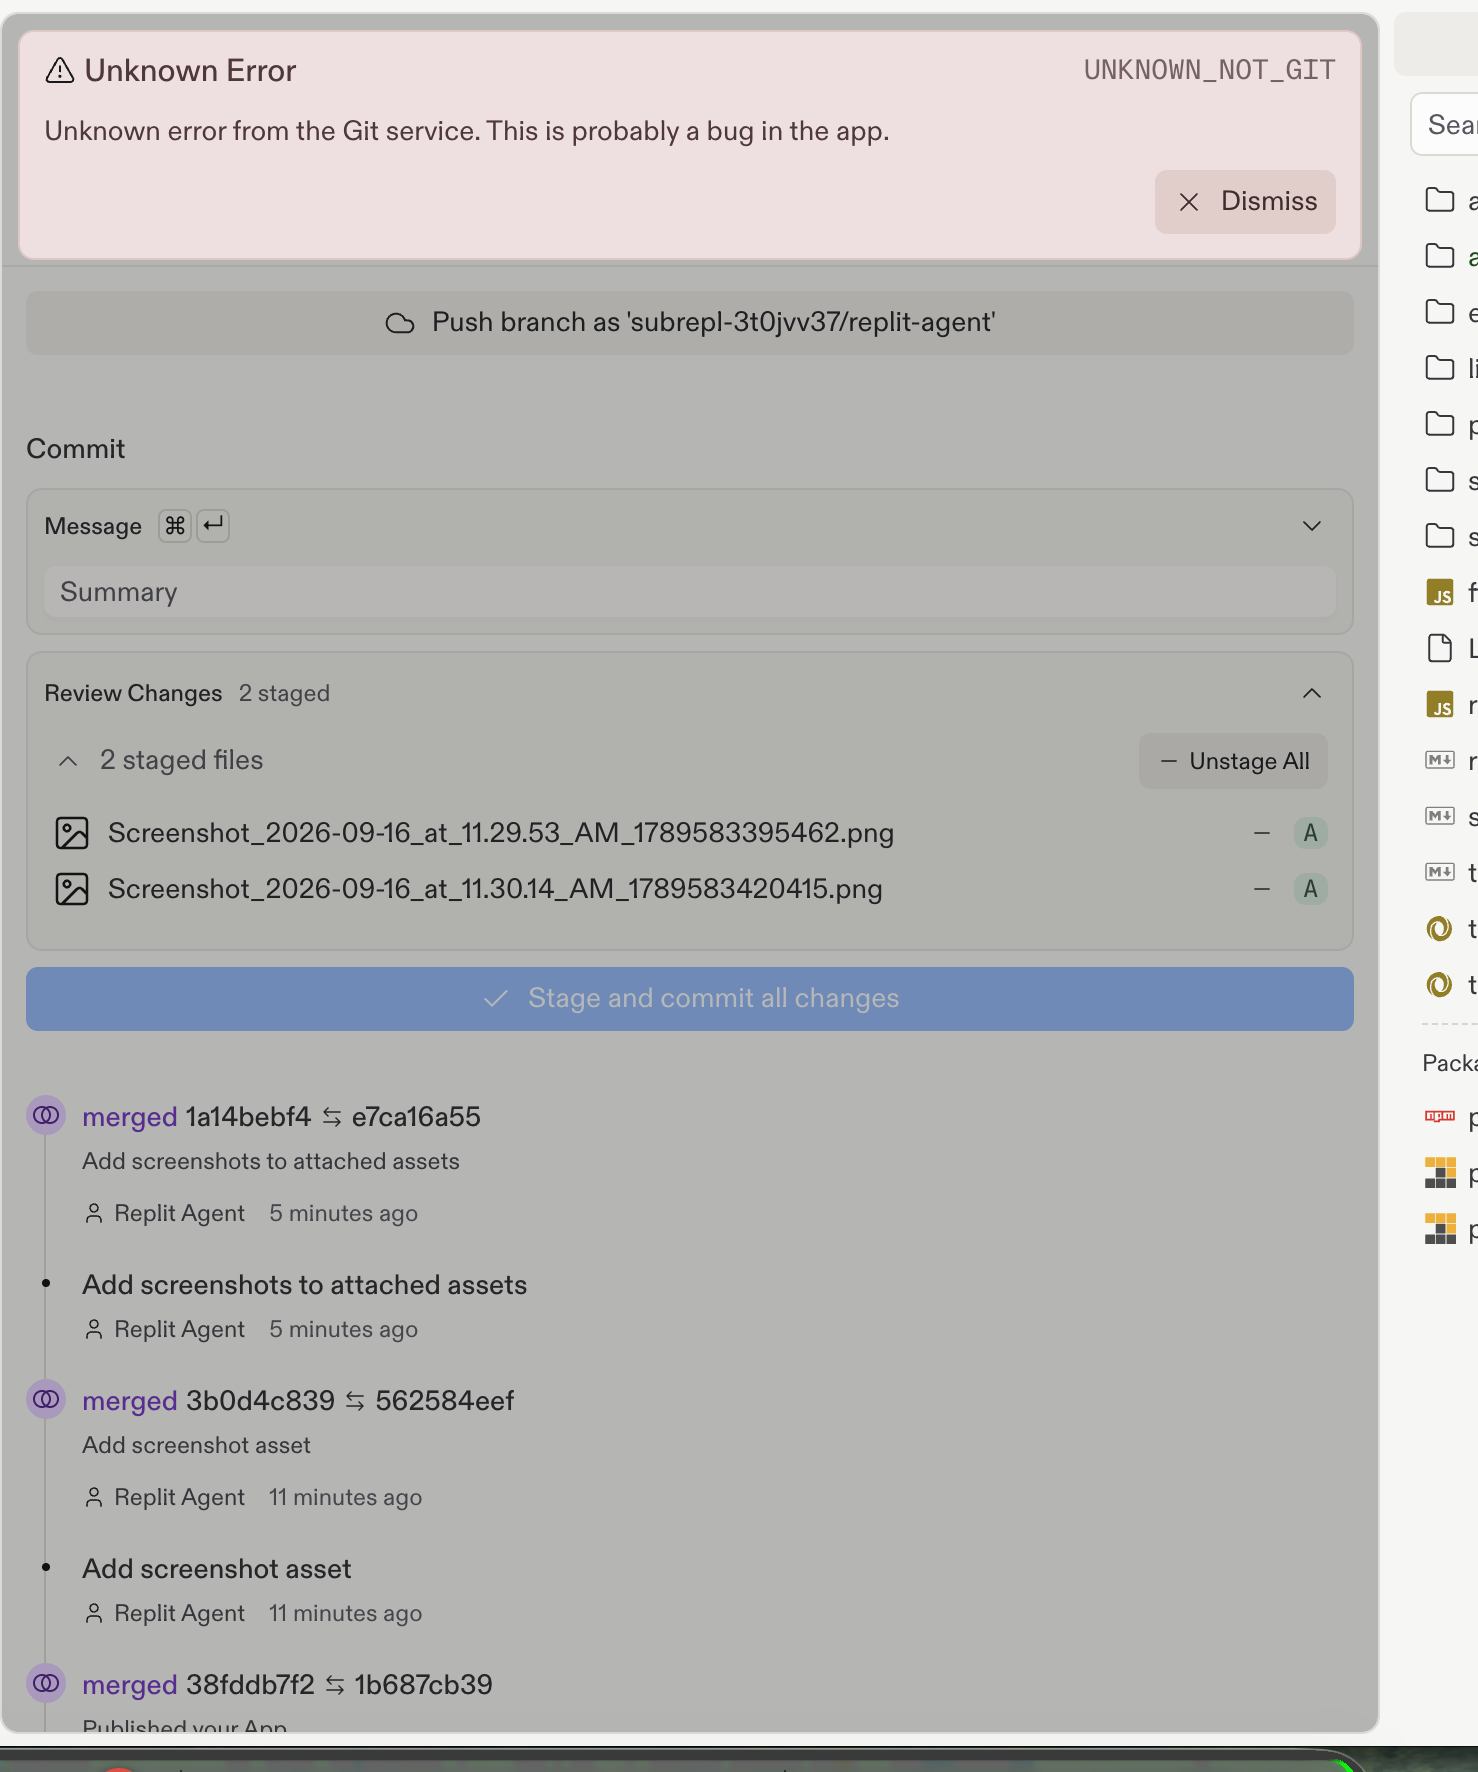 Unknown Error
UNKNOWN_NOT_GIT
Unknown error from the Git service. This is probably a bug in the app.
Dismiss
Push branch as 'subrepl-3t0jvv37/replit-agent'
Commit
Message ⌘ ↵
Summary
Review Changes 2 staged
2 staged files
Unstage All
Screenshot_2026-09-16_at_11.29.53_AM_1789583395462.png
A
Screenshot_2026-09-16_at_11.30.14_AM_1789583420415.png
A
Stage and commit all changes
merged 1a14bebf4 ⇆ e7ca16a55
Add screenshots to attached assets
Replit Agent 5 minutes ago
Add screenshots to attached assets
Replit Agent 5 minutes ago
merged 3b0d4c839 ⇆ 562584eef
Add screenshot asset
Replit Agent 11 minutes ago
Add screenshot asset
Replit Agent 11 minutes ago
merged 38fddb7f2 ⇆ 1b687cb39
Published your App
JS
JS
M
M
M
npm